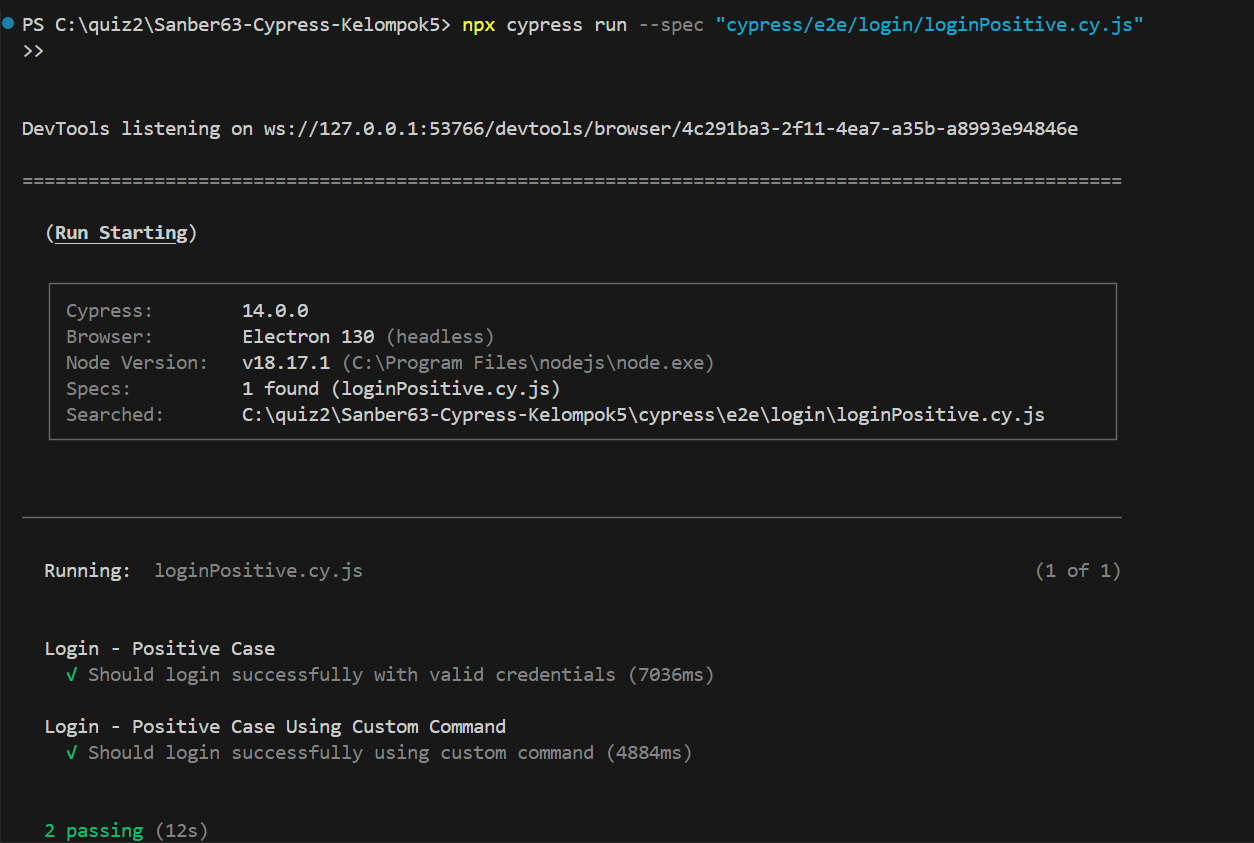 PS C:\quiz2\Sanber63-Cypress-Kelompok5> npx cypress run --spec "cypress/e2e/login/loginPositive.cy.js"
>>
DevTools listening on ws://127.0.0.1:53766/devtools/browser/4c291ba3-2f11-4ea7-a35b-a8993e94846e
====================================================================================================
(Run Starting)
Cypress: 14.0.0
Browser: Electron 130 (headless)
Node Version: v18.17.1 (C:\Program Files\nodejs\node.exe)
Specs: 1 found (loginPositive.cy.js)
Searched: C:\quiz2\Sanber63-Cypress-Kelompok5\cypress\e2e\login\loginPositive.cy.js
Running: loginPositive.cy.js (1 of 1)
Login - Positive Case
√ Should login successfully with valid credentials (7036ms)
Login - Positive Case Using Custom Command
√ Should login successfully using custom command (4884ms)
2 passing (12s)